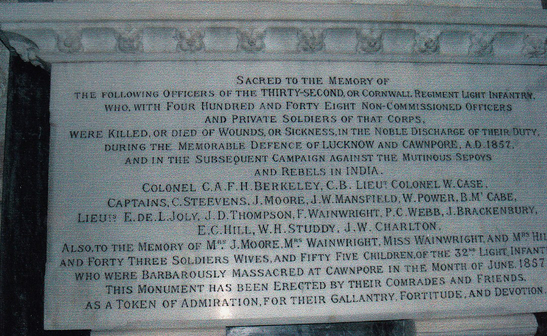 SACRED TO THE MEMORY OF
THE FOLLOWING OFFICERS OF THE THIRTY-SECOND, OR CORNWALL REGIMENT LIGHT INFANTRY,
WHO, WITH FOUR HUNDRED AND FORTY EIGHT NON-COMMISSIONED OFFICERS
AND PRIVATE SOLDIERS OF THAT CORPS,
WERE KILLED, OR DIED OF WOUNDS, OR SICKNESS, IN THE NOBLE DISCHARGE OF THEIR DUTY,
DURING THE MEMORABLE DEFENCE OF LUCKNOW AND CAWNPORE, A.D. 1857,
AND IN THE SUBSEQUENT CAMPAIGN AGAINST THE MUTINOUS SEPOYS
AND REBELS IN INDIA.
COLONEL C.A.F.H. BERKELEY, C.B. LIEUT COLONEL W. CASE,
CAPTAINS, C. STEEVENS, J. MOORE, J.W. MANSFIELD, W. POWER, B. Mc CABE,
LIEUTS E. DE. L. JOLY, J.D. THOMPSON, F. WAINWRIGHT, P.C. WEBB, J. BRACKENBURY,
E.C. HILL, W.H. STUDDY, J.W. CHARLTON.
ALSO, TO THE MEMORY OF MRS J. MOORE, MRS WAINWRIGHT, MISS WAINWRIGHT, AND MRS HIL
AND FORTY THREE SOLDIERS WIVES, AND FIFTY FIVE CHILDREN, OF THE 32ND LIGHT INFANT
WHO WERE BARBAROUSLY MASSACRED AT CAWNPORE IN THE MONTH OF JUNE, 1857
THIS MONUMENT HAS BEEN ERECTED BY THEIR COMRADES AND FRIENDS.
AS A TOKEN OF ADMIRATION, FOR THEIR GALLANTRY, FORTITUDE, AND DEVOTION.